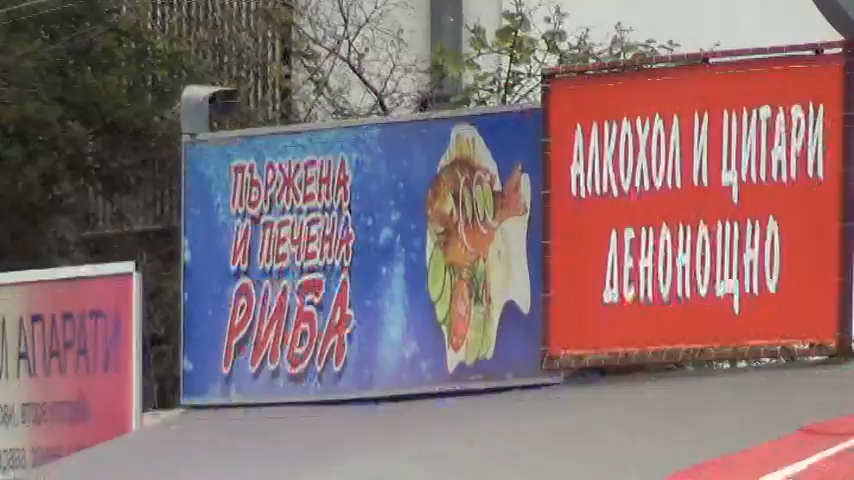 ПЪРЖЕНА
И ПЕЧЕНА
РИБА
АЛКОХОЛ И ЦИГАРИ
ДЕНОНОЩНО
АПАРАТИ